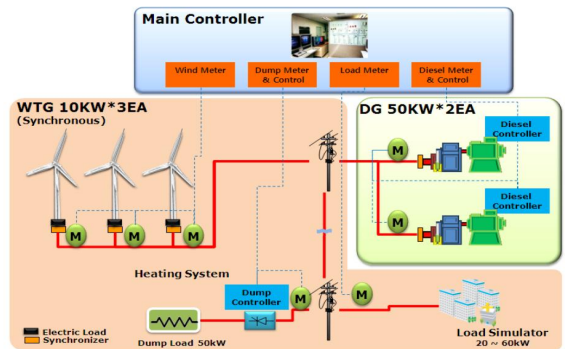 Main Controller
Wind Meter
Dump Meter
& Control
Load Meter
Diesel Meter
& Control
WTG 10KW*3EA
(Synchronous)
DG 50KW*2EA
Diesel
Controller
M
M
M
M
Diesel
Controller
M
Heating System
Dump
Controller
M
M
Electric Load
Synchronizer
Dump Load 50kW
Load Simulator
20 ~ 60kW